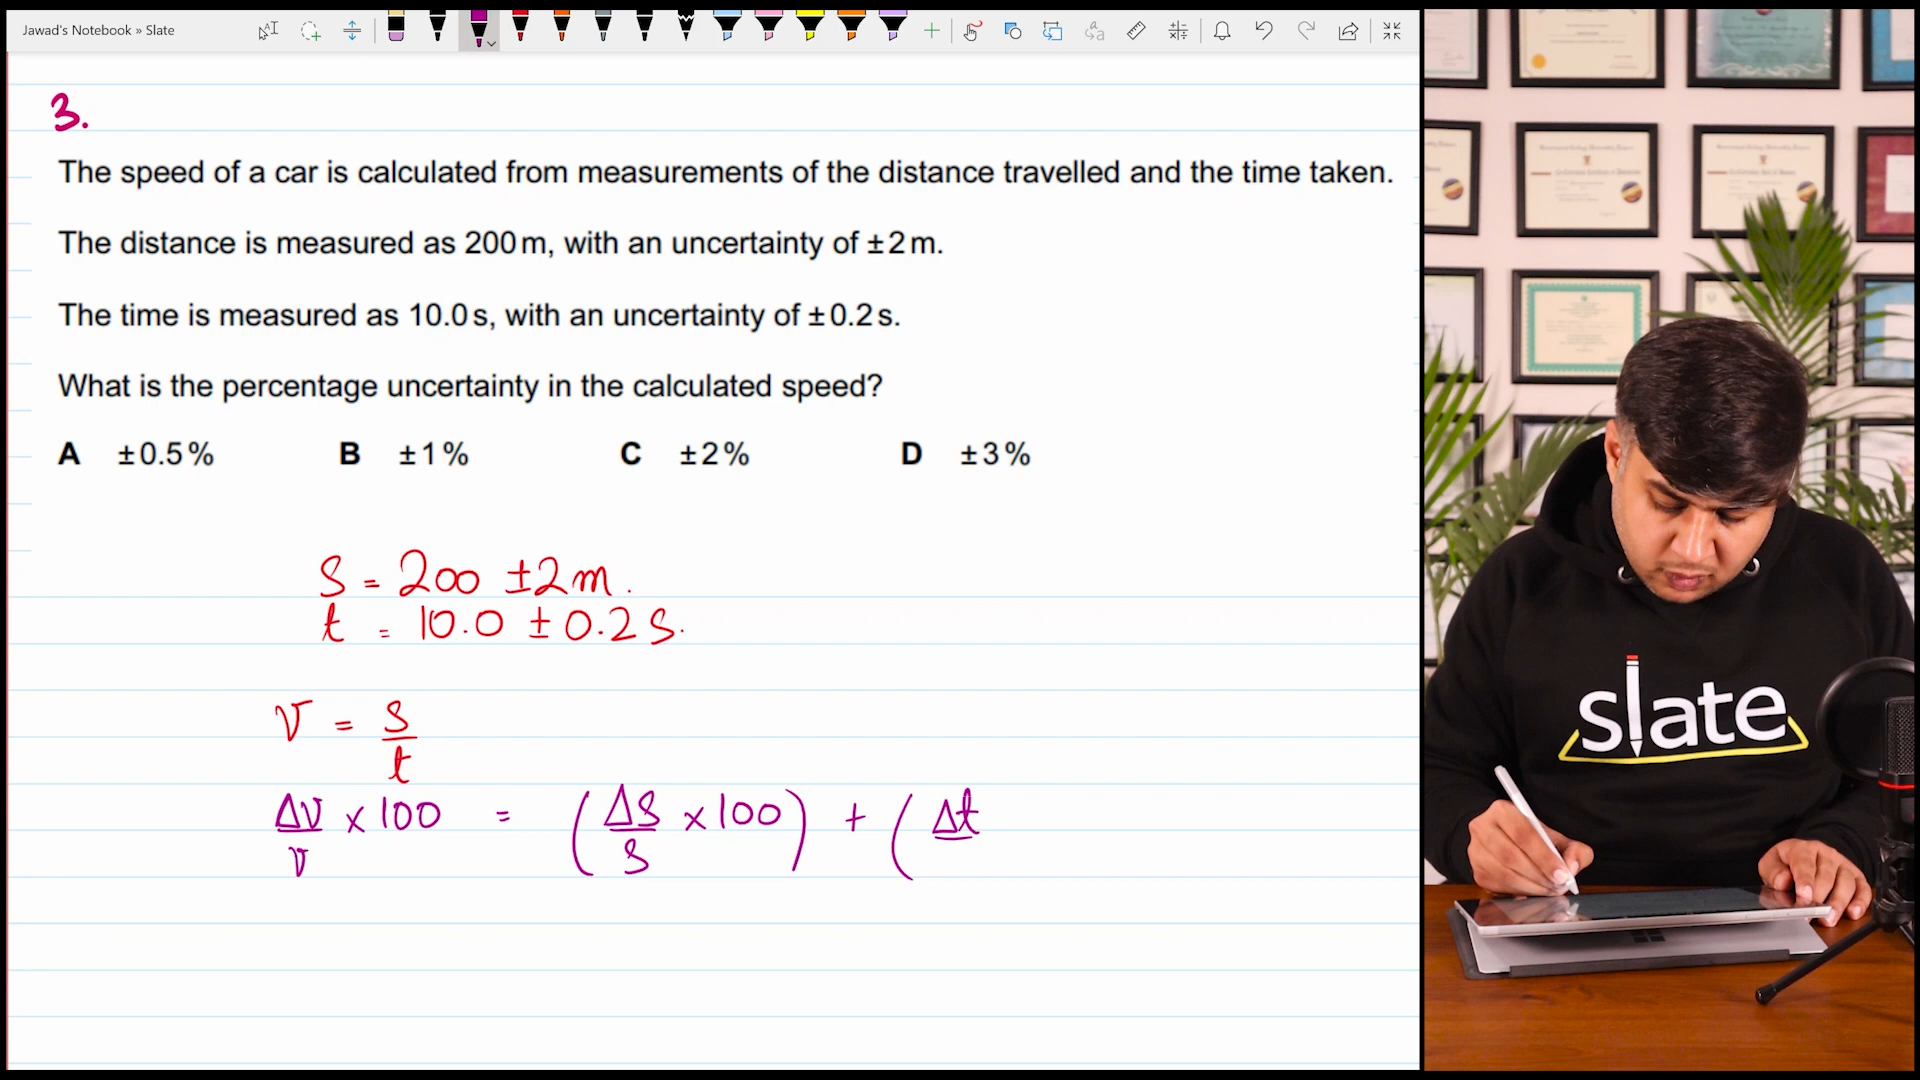 Jawad's Notebook » Slate
3.
The speed of a car is calculated from measurements of the distance travelled and the time taken.
The distance is measured as 200 m, with an uncertainty of ±2 m.
The time is measured as 10.0 s, with an uncertainty of ±0.2 s.
What is the percentage uncertainty in the calculated speed?
A ±0.5% B ±1% C ±2% D ±3%
S = 200 ±2m.
t = 10.0 ±0.2 s.
v = s/t
Δv/v × 100 = (Δs/s × 100) + (Δt
slate